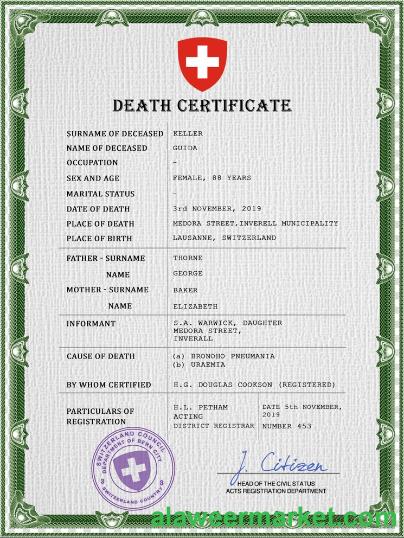 DEATH CERTIFICATE
SURNAME OF DECEASED KELLER
NAME OF DECEASED GUIDA
OCCUPATION -
SEX AND AGE FEMALE, 88 YEARS
MARITAL STATUS -
DATE OF DEATH 3rd NOVEMBER, 2019
PLACE OF DEATH MEDORA STREET, INVERELL MUNICIPALITY
PLACE OF BIRTH LAUSANNE, SWITZERLAND
FATHER - SURNAME THORNE
NAME GEORGE
MOTHER - SURNAME BAKER
NAME ELIZABETH
INFORMANT S.A. WARWICK, DAUGHTER
MEDORA STREET,
INVERALL
CAUSE OF DEATH (a) BRONOHO PNEUMANIA
(b) URAEMIA
BY WHOM CERTIFIED H.G. DOUGLAS COOKSON (REGISTERED)
PARTICULARS OF REGISTRATION
H.L. PETHAM
ACTING
DISTRICT REGISTRAR
DATE 5th NOVEMBER,
2019
NUMBER 453
SWITZERLAND COUNCIL
DEPARTMENT OF BERN CITY
SWITZERLAND COUNTRY
J. Citizen
HEAD OF THE CIVIL STATUS
ACTS REGISTRATION DEPARTMENT
alaweermarket.com